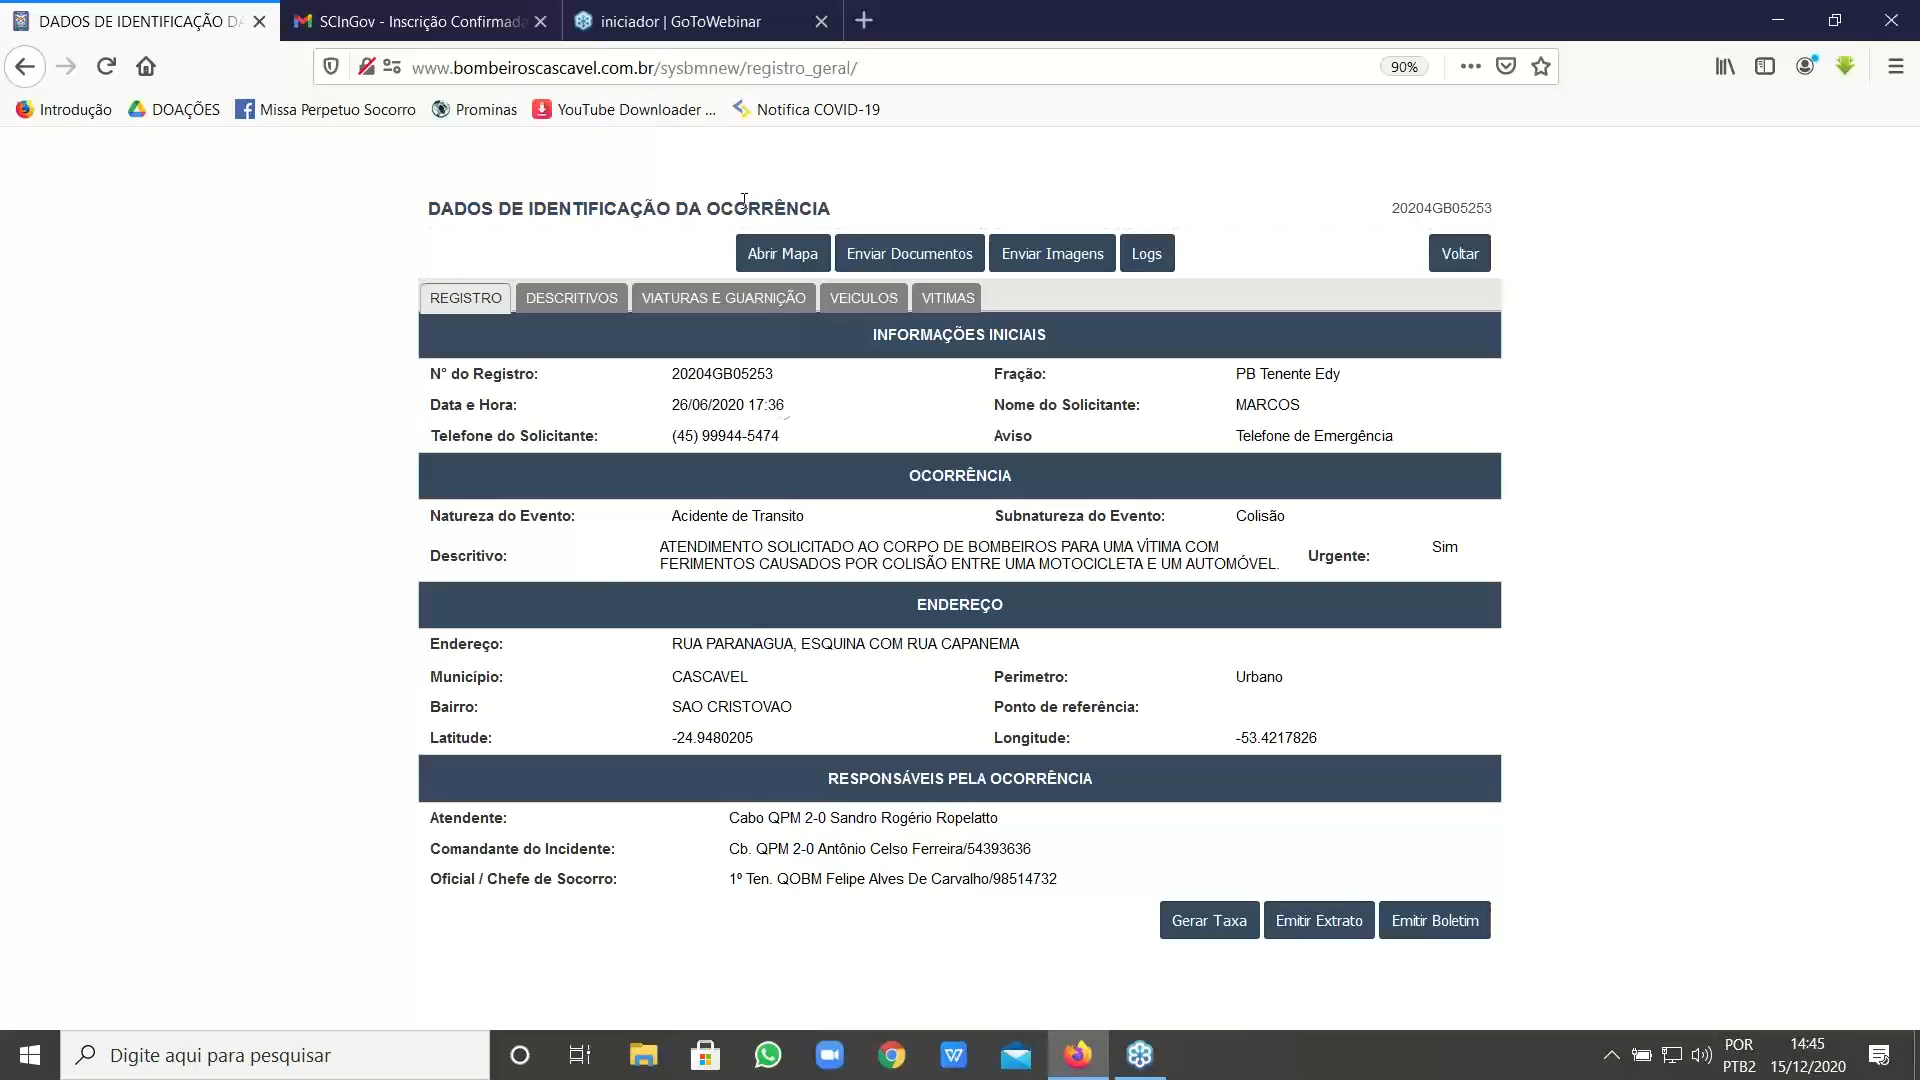 DADOS DE IDENTIFICAÇÃO DA
SCInGov - Inscrição Confirmada
iniciador | GoToWebinar
www.bombeiroscascavel.com.br/sysbmnew/registro_geral/
90%
Introdução
DOAÇÕES
Missa Perpetuo Socorro
Prominas
YouTube Downloader ...
Notifica COVID-19
DADOS DE IDENTIFICAÇÃO DA OCORRÊNCIA
20204GB05253
Abrir Mapa
Enviar Documentos
Enviar Imagens
Logs
Voltar
REGISTRO
DESCRITIVOS
VIATURAS E GUARNIÇÃO
VEICULOS
VITIMAS
INFORMAÇÕES INICIAIS
N° do Registro: 20204GB05253 Fração: PB Tenente Edy
Data e Hora: 26/06/2020 17:36 Nome do Solicitante: MARCOS
Telefone do Solicitante: (45) 99944-5474 Aviso Telefone de Emergência
OCORRÊNCIA
Natureza do Evento: Acidente de Transito Subnatureza do Evento: Colisão
Descritivo:
ATENDIMENTO SOLICITADO AO CORPO DE BOMBEIROS PARA UMA VÍTIMA COM
FERIMENTOS CAUSADOS POR COLISÃO ENTRE UMA MOTOCICLETA E UM AUTOMÓVEL.
Urgente: Sim
ENDEREÇO
Endereço: RUA PARANAGUA, ESQUINA COM RUA CAPANEMA
Município: CASCAVEL Perimetro: Urbano
Bairro: SAO CRISTOVAO Ponto de referência:
Latitude: -24.9480205 Longitude: -53.4217826
RESPONSÁVEIS PELA OCORRÊNCIA
Atendente: Cabo QPM 2-0 Sandro Rogério Ropelatto
Comandante do Incidente: Cb. QPM 2-0 Antônio Celso Ferreira/54393636
Oficial / Chefe de Socorro: 1º Ten. QOBM Felipe Alves De Carvalho/98514732
Gerar Taxa
Emitir Extrato
Emitir Boletim
Digite aqui para pesquisar
POR
PTB2
14:45
15/12/2020